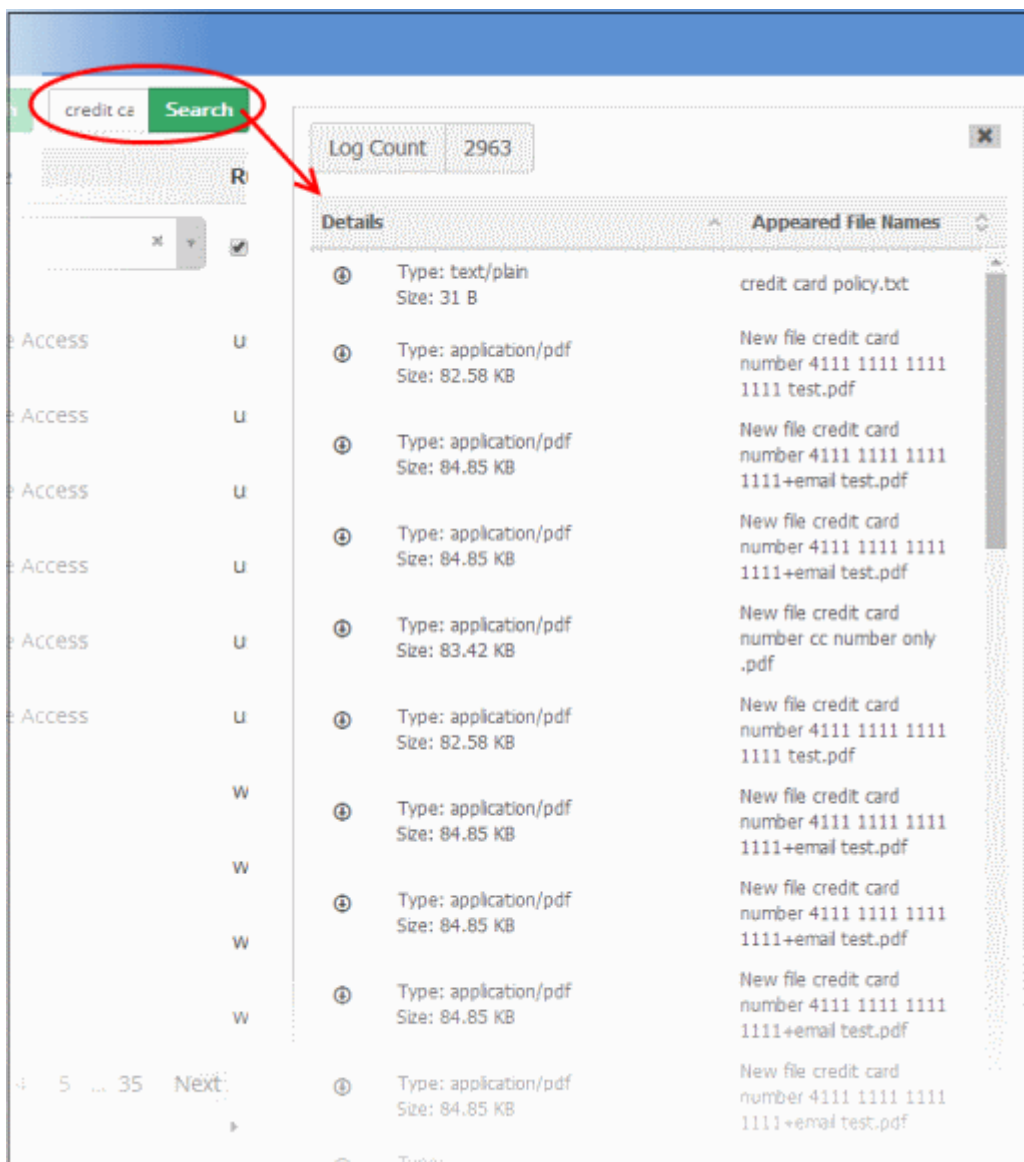 credit ca Search
Log Count 2963
Details Appeared File Names
Type: text/plain
Size: 31 B
credit card policy.txt
Access
Type: application/pdf
Size: 82.58 KB
New file credit card
number 4111 1111 1111
1111 test.pdf
Access
Type: application/pdf
Size: 84.85 KB
New file credit card
number 4111 1111 1111
1111+email test.pdf
Access
Type: application/pdf
Size: 84.85 KB
New file credit card
number 4111 1111 1111
1111+email test.pdf
Access
Type: application/pdf
Size: 83.42 KB
New file credit card
number cc number only
.pdf
Access
Type: application/pdf
Size: 82.58 KB
New file credit card
number 4111 1111 1111
1111 test.pdf
Access
Type: application/pdf
Size: 84.85 KB
New file credit card
number 4111 1111 1111
1111+email test.pdf
Type: application/pdf
Size: 84.85 KB
New file credit card
number 4111 1111 1111
1111+email test.pdf
Type: application/pdf
Size: 84.85 KB
New file credit card
number 4111 1111 1111
1111+email test.pdf
4 5 ... 35 Next
Type: application/pdf
Size: 84.85 KB
New file credit card
number 4111 1111 1111
1111+email test.pdf